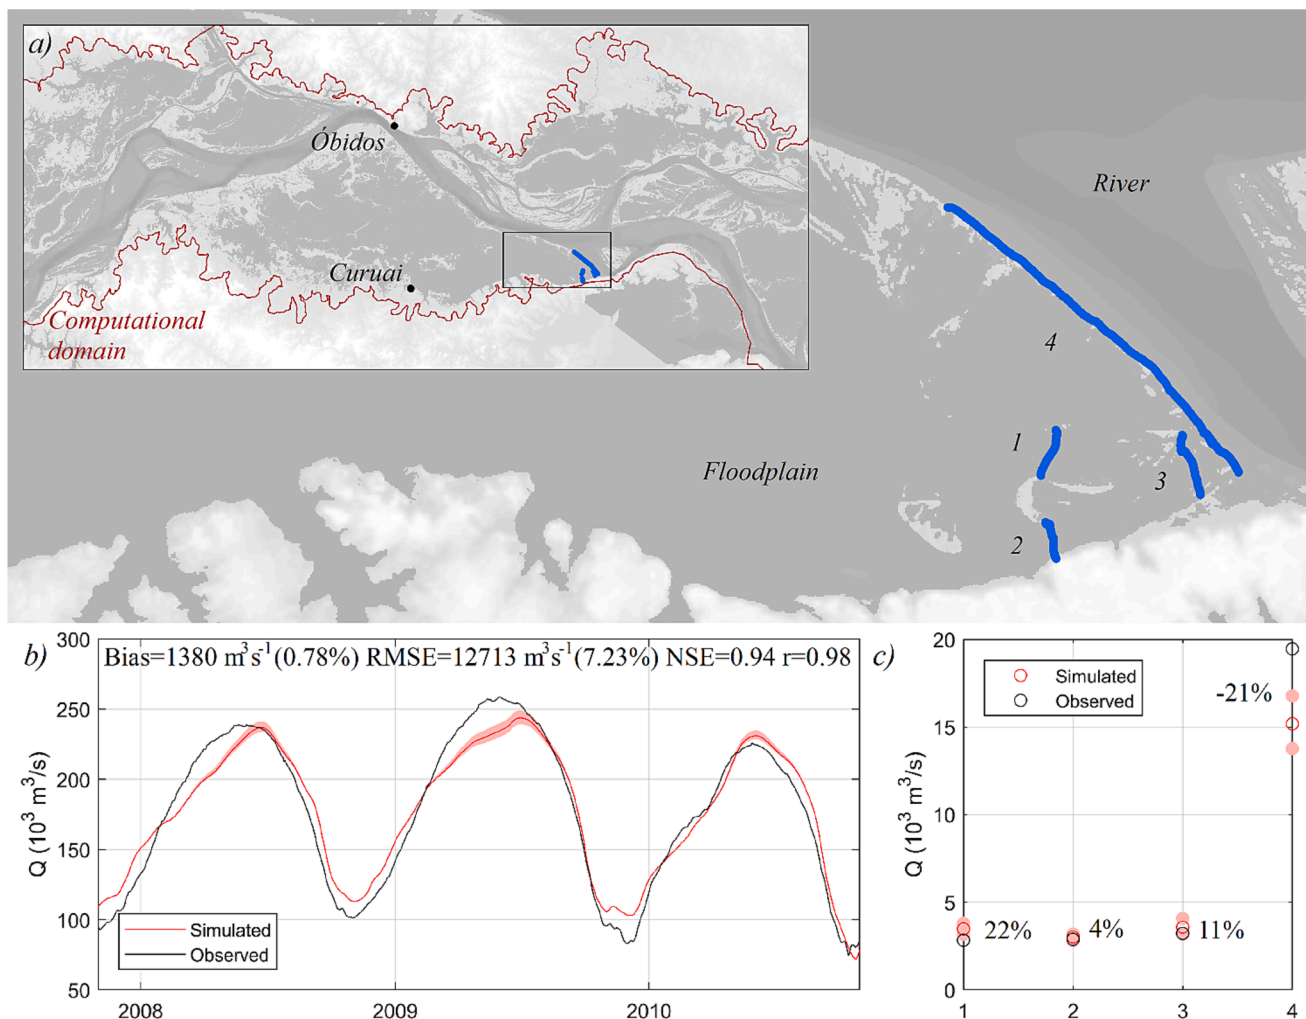 a)
Óbidos
River
Curuai
Computational
domain
4
1
Floodplain
3
2
b)
Bias=1380 m³s⁻¹(0.78%) RMSE=12713 m³s⁻¹(7.23%) NSE=0.94 r=0.98
300
250
200
150
100
50
Q (10³ m³/s)
Simulated
Observed
2008
2009
2010
c)
20
15
10
5
0
Q (10³ m³/s)
Simulated
Observed
-21%
22%
4%
11%
1
2
3
4